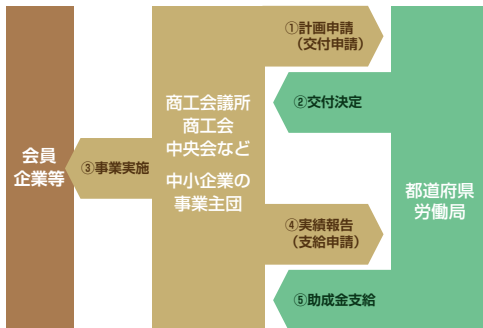 ①計画申請
（交付申請）
②交付決定
商工会議所
商工会
中央会など
中小企業の
事業主団
会員
企業等
③事業実施
都道府県
労働局
④実績報告
（支給申請）
⑤助成金支給